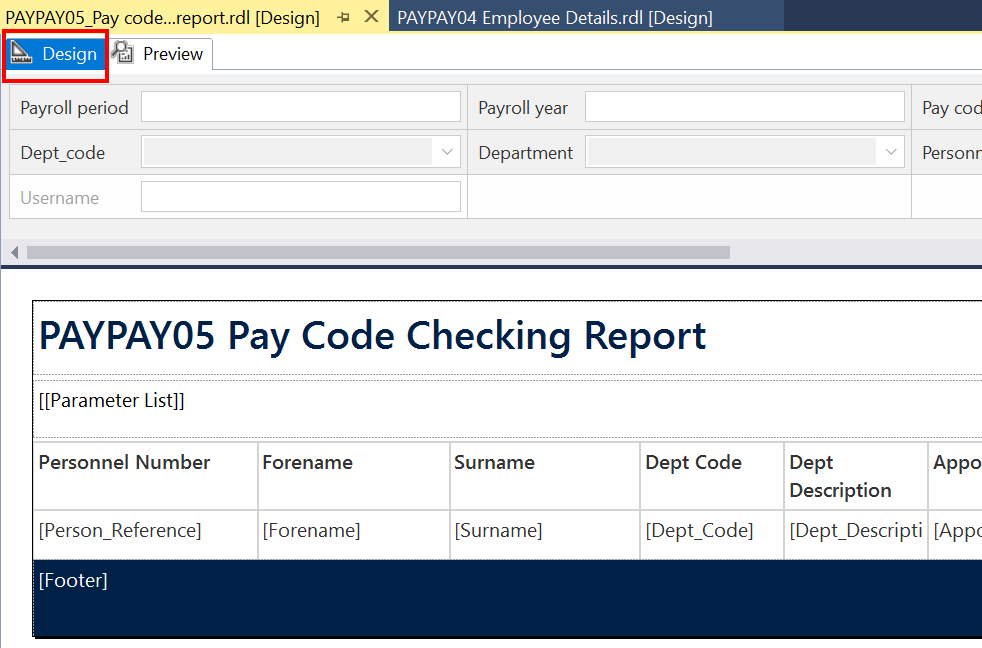 PAYPAY05_Pay code...report.rdl [Design] PAYPAY04 Employee Details.rdl [Design]
Design Preview
Payroll period Payroll year Pay cod
Dept_code Department Personn
Username
PAYPAY05 Pay Code Checking Report
[[Parameter List]]
Personnel Number Forename Surname Dept Code Dept Appo
Description
[Person_Reference] [Forename] [Surname] [Dept_Code] [Dept_Descripti [Appo
[Footer]